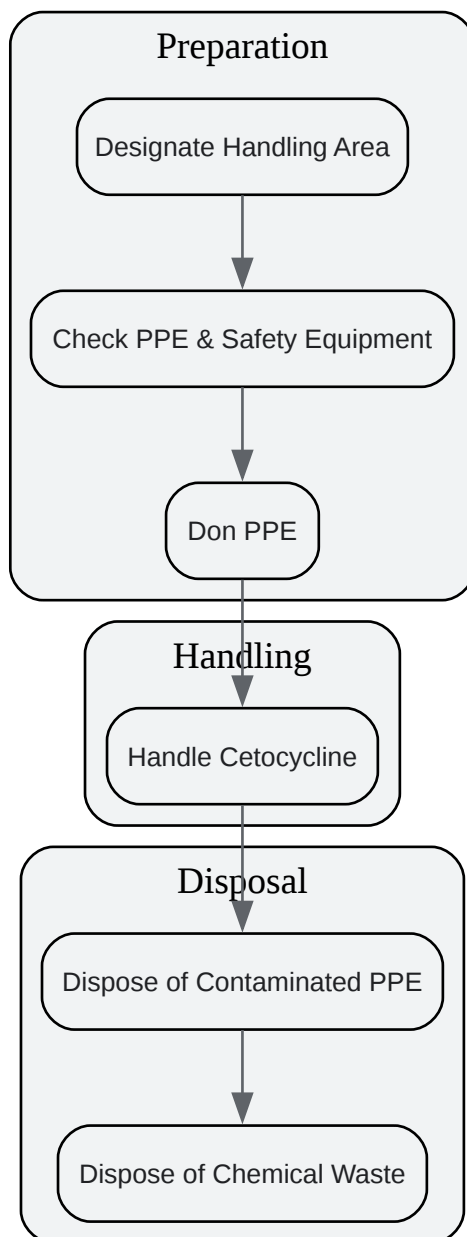 Preparation
Designate Handling Area
Check PPE & Safety Equipment
Don PPE
Handling
Handle Cetocycline
Disposal
Dispose of Contaminated PPE
Dispose of Chemical Waste